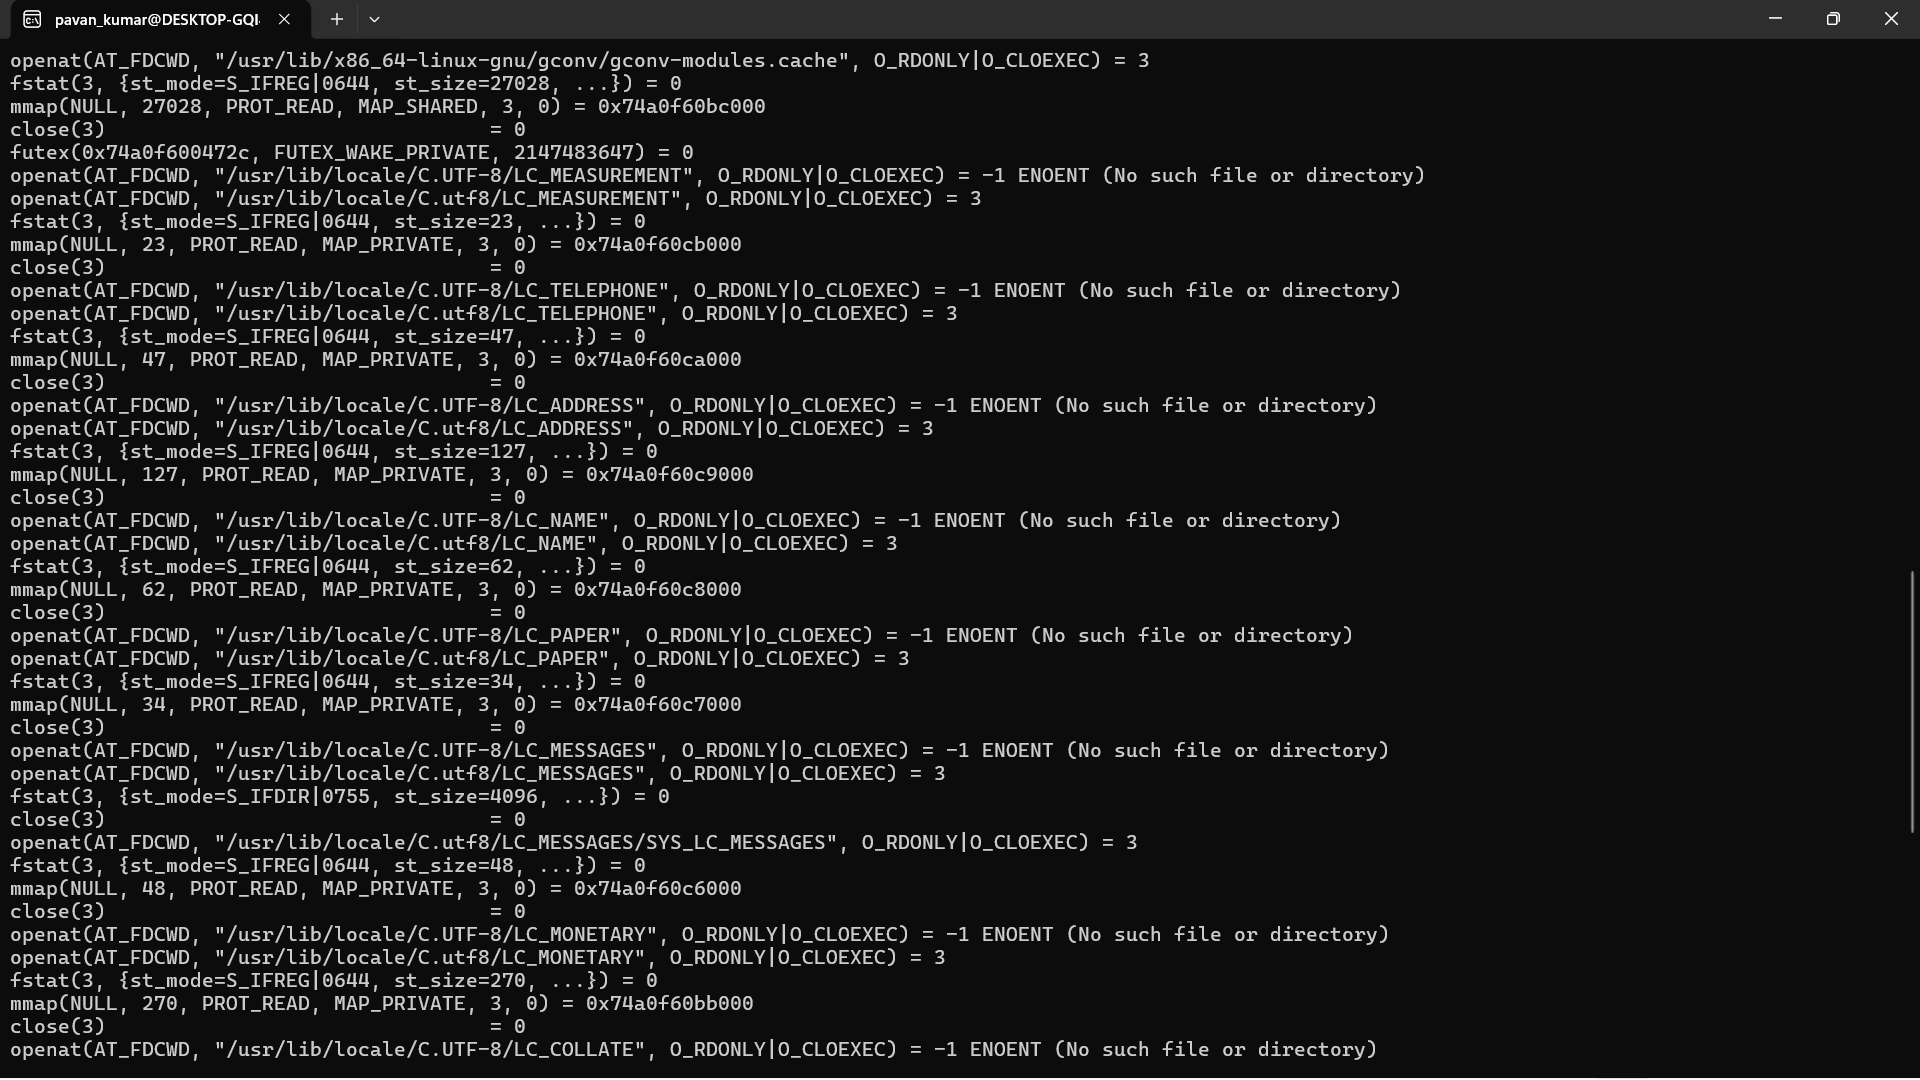 pavan_kumar@DESKTOP-GQI
openat(AT_FDCWD, "/usr/lib/x86_64-linux-gnu/gconv/gconv-modules.cache", O_RDONLY|O_CLOEXEC) = 3
fstat(3, {st_mode=S_IFREG|0644, st_size=27028, ...}) = 0
mmap(NULL, 27028, PROT_READ, MAP_SHARED, 3, 0) = 0x74a0f60bc000
close(3)                                = 0
futex(0x74a0f600472c, FUTEX_WAKE_PRIVATE, 2147483647) = 0
openat(AT_FDCWD, "/usr/lib/locale/C.UTF-8/LC_MEASUREMENT", O_RDONLY|O_CLOEXEC) = -1 ENOENT (No such file or directory)
openat(AT_FDCWD, "/usr/lib/locale/C.utf8/LC_MEASUREMENT", O_RDONLY|O_CLOEXEC) = 3
fstat(3, {st_mode=S_IFREG|0644, st_size=23, ...}) = 0
mmap(NULL, 23, PROT_READ, MAP_PRIVATE, 3, 0) = 0x74a0f60cb000
close(3)                                = 0
openat(AT_FDCWD, "/usr/lib/locale/C.UTF-8/LC_TELEPHONE", O_RDONLY|O_CLOEXEC) = -1 ENOENT (No such file or directory)
openat(AT_FDCWD, "/usr/lib/locale/C.utf8/LC_TELEPHONE", O_RDONLY|O_CLOEXEC) = 3
fstat(3, {st_mode=S_IFREG|0644, st_size=47, ...}) = 0
mmap(NULL, 47, PROT_READ, MAP_PRIVATE, 3, 0) = 0x74a0f60ca000
close(3)                                = 0
openat(AT_FDCWD, "/usr/lib/locale/C.UTF-8/LC_ADDRESS", O_RDONLY|O_CLOEXEC) = -1 ENOENT (No such file or directory)
openat(AT_FDCWD, "/usr/lib/locale/C.utf8/LC_ADDRESS", O_RDONLY|O_CLOEXEC) = 3
fstat(3, {st_mode=S_IFREG|0644, st_size=127, ...}) = 0
mmap(NULL, 127, PROT_READ, MAP_PRIVATE, 3, 0) = 0x74a0f60c9000
close(3)                                = 0
openat(AT_FDCWD, "/usr/lib/locale/C.UTF-8/LC_NAME", O_RDONLY|O_CLOEXEC) = -1 ENOENT (No such file or directory)
openat(AT_FDCWD, "/usr/lib/locale/C.utf8/LC_NAME", O_RDONLY|O_CLOEXEC) = 3
fstat(3, {st_mode=S_IFREG|0644, st_size=62, ...}) = 0
mmap(NULL, 62, PROT_READ, MAP_PRIVATE, 3, 0) = 0x74a0f60c8000
close(3)                                = 0
openat(AT_FDCWD, "/usr/lib/locale/C.UTF-8/LC_PAPER", O_RDONLY|O_CLOEXEC) = -1 ENOENT (No such file or directory)
openat(AT_FDCWD, "/usr/lib/locale/C.utf8/LC_PAPER", O_RDONLY|O_CLOEXEC) = 3
fstat(3, {st_mode=S_IFREG|0644, st_size=34, ...}) = 0
mmap(NULL, 34, PROT_READ, MAP_PRIVATE, 3, 0) = 0x74a0f60c7000
close(3)                                = 0
openat(AT_FDCWD, "/usr/lib/locale/C.UTF-8/LC_MESSAGES", O_RDONLY|O_CLOEXEC) = -1 ENOENT (No such file or directory)
openat(AT_FDCWD, "/usr/lib/locale/C.utf8/LC_MESSAGES", O_RDONLY|O_CLOEXEC) = 3
fstat(3, {st_mode=S_IFDIR|0755, st_size=4096, ...}) = 0
close(3)                                = 0
openat(AT_FDCWD, "/usr/lib/locale/C.utf8/LC_MESSAGES/SYS_LC_MESSAGES", O_RDONLY|O_CLOEXEC) = 3
fstat(3, {st_mode=S_IFREG|0644, st_size=48, ...}) = 0
mmap(NULL, 48, PROT_READ, MAP_PRIVATE, 3, 0) = 0x74a0f60c6000
close(3)                                = 0
openat(AT_FDCWD, "/usr/lib/locale/C.UTF-8/LC_MONETARY", O_RDONLY|O_CLOEXEC) = -1 ENOENT (No such file or directory)
openat(AT_FDCWD, "/usr/lib/locale/C.utf8/LC_MONETARY", O_RDONLY|O_CLOEXEC) = 3
fstat(3, {st_mode=S_IFREG|0644, st_size=270, ...}) = 0
mmap(NULL, 270, PROT_READ, MAP_PRIVATE, 3, 0) = 0x74a0f60bb000
close(3)                                = 0
openat(AT_FDCWD, "/usr/lib/locale/C.UTF-8/LC_COLLATE", O_RDONLY|O_CLOEXEC) = -1 ENOENT (No such file or directory)